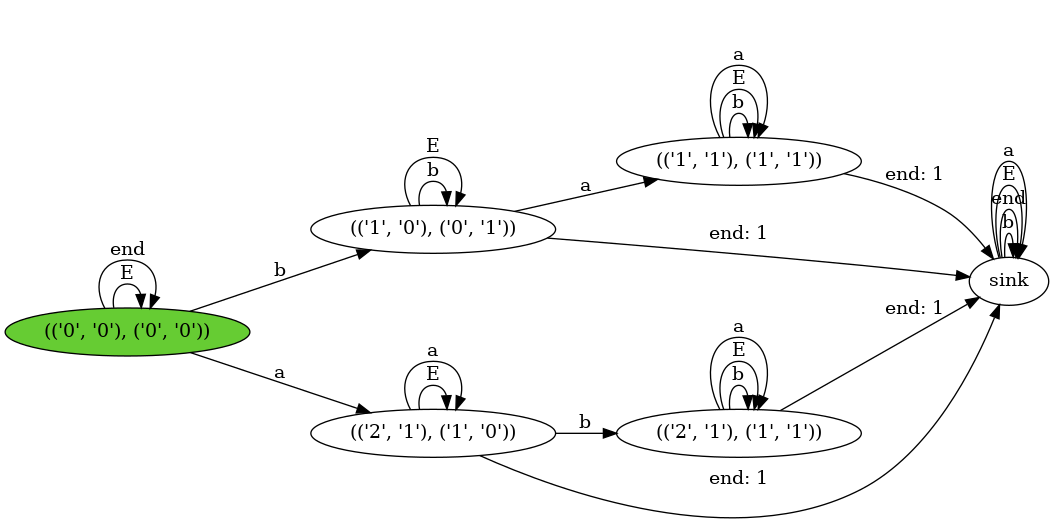 a
E
b
(('1', '1'), ('1', '1'))
end: 1
a
E
end
b
sink
E
b
(('1', '0'), ('0', '1'))
a
end: 1
end
E
(('0', '0'), ('0', '0'))
b
a
a
E
(('2', '1'), ('1', '0'))
b
a
E
b
(('2', '1'), ('1', '1'))
end: 1
end: 1